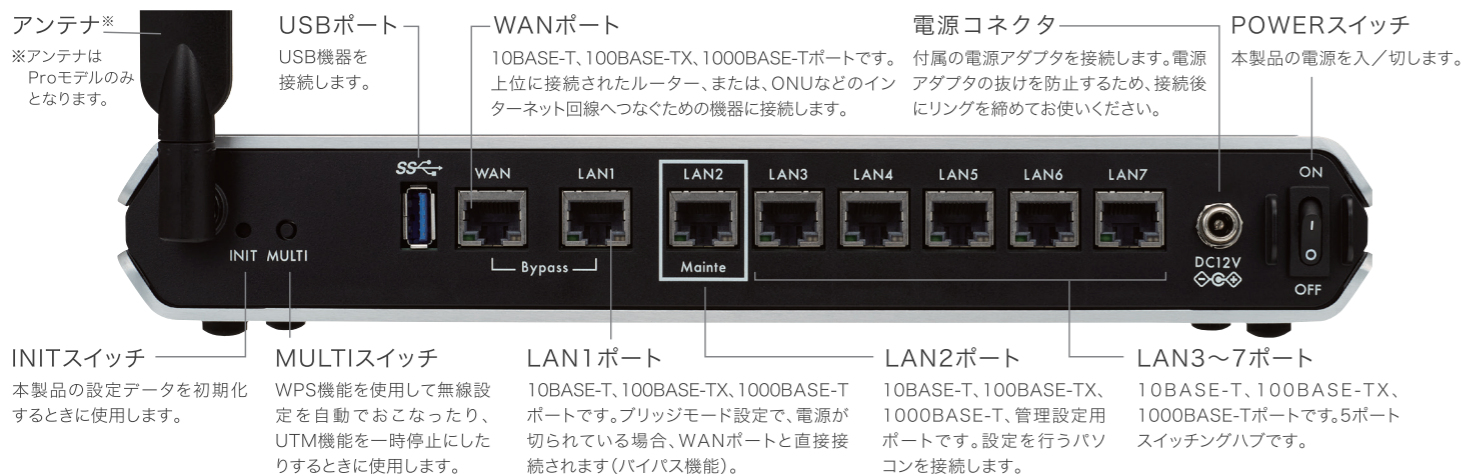 アンテナ※
※アンテナは
Proモデルのみ
となります。
USBポート
USB機器を
接続します。
WANポート
10BASE-T、100BASE-TX、1000BASE-Tポートです。
上位に接続されたルーター、または、ONUなどのイン
ターネット回線へつなぐための機器に接続します。
電源コネクタ
付属の電源アダプタを接続します。電源
アダプタの抜けを防止するため、接続後
にリングを締めてお使いください。
POWERスイッチ
本製品の電源を入／切します。
SS
WAN
LAN1
LAN2
LAN3
LAN4
LAN5
LAN6
LAN7
ON
INIT
MULTI
Bypass
Mainte
DC12V
OFF
INITスイッチ
本製品の設定データを初期化
するときに使用します。
MULTIスイッチ
WPS機能を使用して無線設
定を自動でおこなったり、
UTM機能を一時停止にした
りするときに使用します。
LAN1ポート
10BASE-T、100BASE-TX、1000BASE-T
ポートです。ブリッジモード設定で、電源が
切られている場合、WANポートと直接接
続されます（バイパス機能）。
LAN2ポート
10BASE-T、100BASE-TX、
1000BASE-T、管理設定用
ポートです。設定を行うパソ
コンを接続します。
LAN3～7ポート
10BASE-T、100BASE-TX、
1000BASE-Tポートです。5ポート
スイッチングハブです。